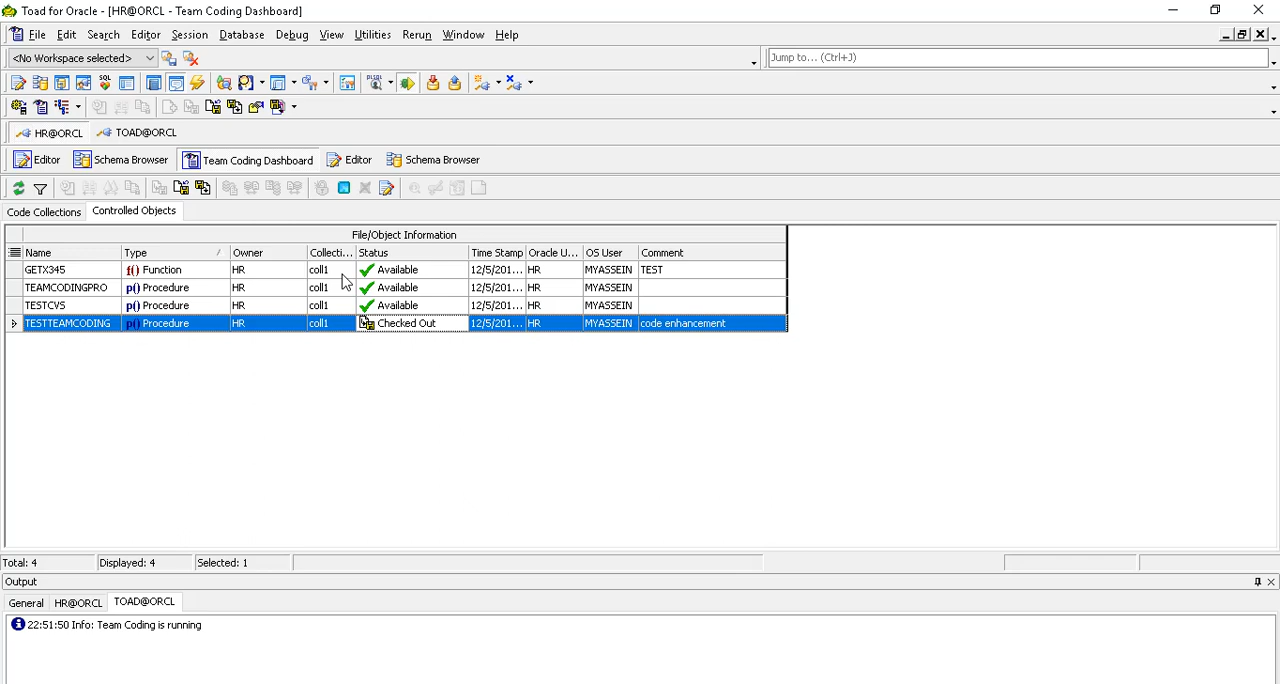 Toad for Oracle - [HR@ORCL - Team Coding Dashboard]
File Edit Search Editor Session Database Debug View Utilities Rerun Window Help
<No Workspace selected> Jump to... (Ctrl+J)
HR@ORCL TOAD@ORCL
Editor Schema Browser Team Coding Dashboard Editor Schema Browser
Code Collections Controlled Objects
File/Object Information
Name Type Owner Collecti... Status Time Stamp Oracle U... OS User Comment
GETX345 f() Function HR coll1 Available 12/5/201... HR MYASSEIN TEST
TEAMCODINGPRO p() Procedure HR coll1 Available 12/5/201... HR MYASSEIN
TESTCVS p() Procedure HR coll1 Available 12/5/201... HR MYASSEIN
TESTTEAMCODING p() Procedure HR coll1 Checked Out 12/5/201... HR MYASSEIN code enhancement
Total: 4 Displayed: 4 Selected: 1
Output
General HR@ORCL TOAD@ORCL
22:51:50 Info: Team Coding is running